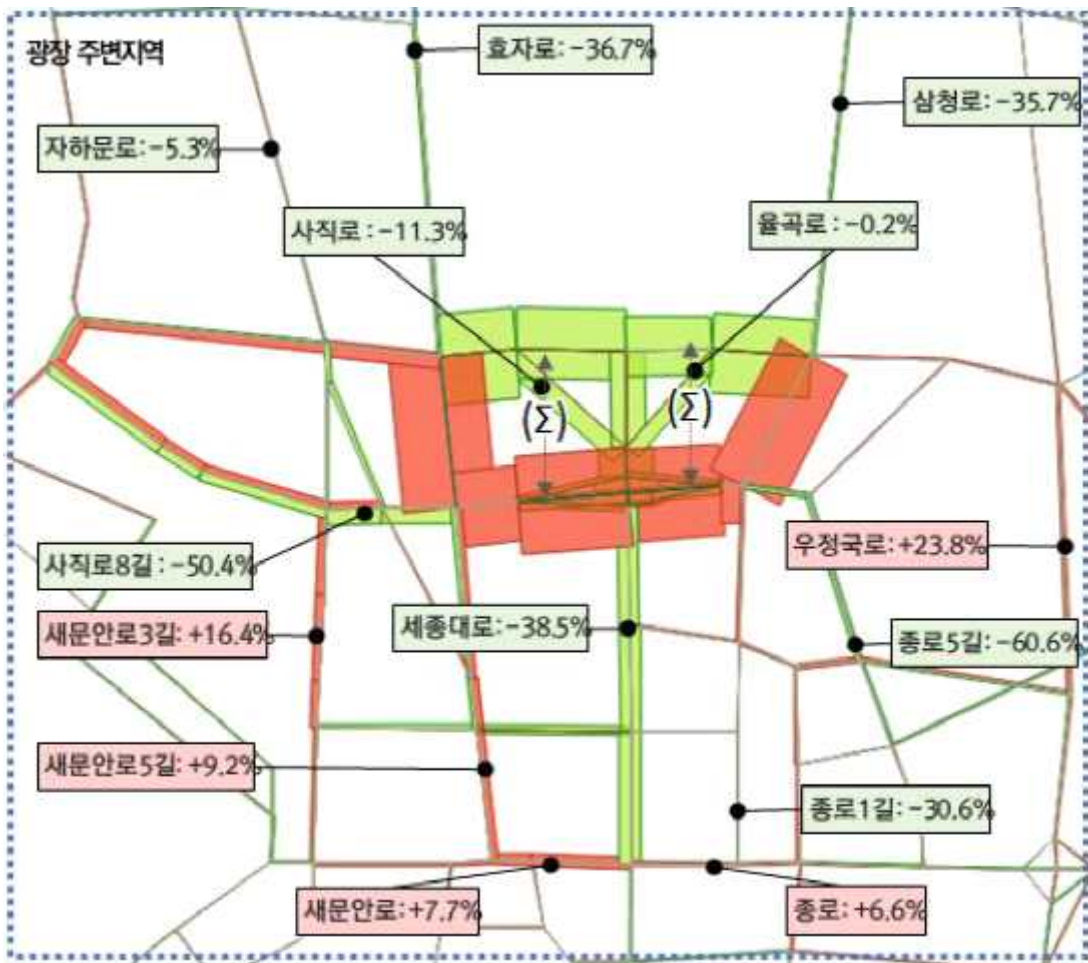 광장 주변지역
효자로: -36.7%
삼청로: -35.7%
자하문로: -5.3%
사직로 : -11.3%
율곡로: -0.2%
(Σ)
(Σ)
우정국로: +23.8%
사직로8길 : -50.4%
새문안로3길: +16.4%
세종대로: -38.5%
종로5길: -60.6%
새문안로5길: +9.2%
종로1길: -30.6%
새문안로: +7.7%
종로: +6.6%